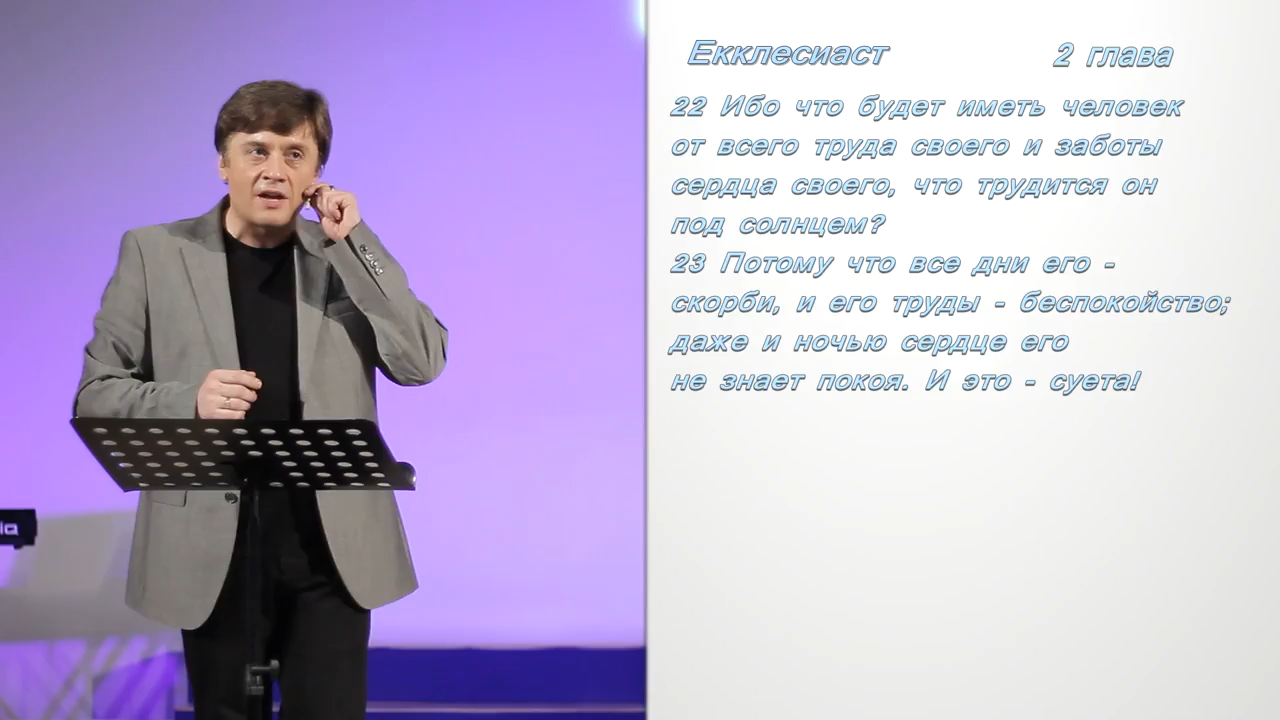 Екклесиаст 2 глава
22 Ибо что будет иметь человек
от всего труда своего и заботы
сердца своего, что трудится он
под солнцем?
23 Потому что все дни его -
скорби, и его труды - беспокойство;
даже и ночью сердце его
не знает покоя. И это - суета!